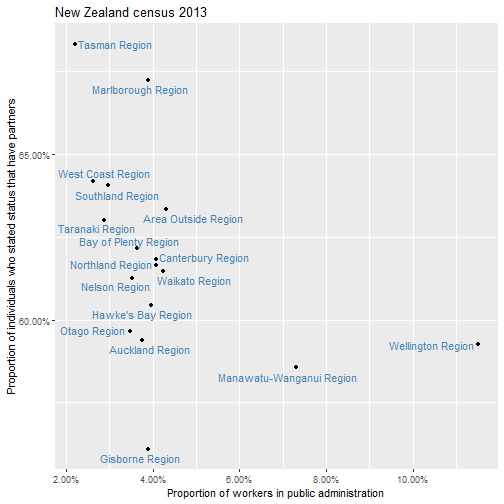 New Zealand census 2013
Tasman Region
Marlborough Region
65.00%
West Coast Region
Southland Region
Area Outside Region
Taranaki Region
Bay of Plenty Region
Canterbury Region
Northland Region
Waikato Region
Nelson Region
Hawke's Bay Region
60.00%
Otago Region
Auckland Region
Wellington Region
Manawatu-Wanganui Region
Gisborne Region
2.00% 4.00% 6.00% 8.00% 10.00%
Proportion of workers in public administration
Proportion of individuals who stated status that have partners